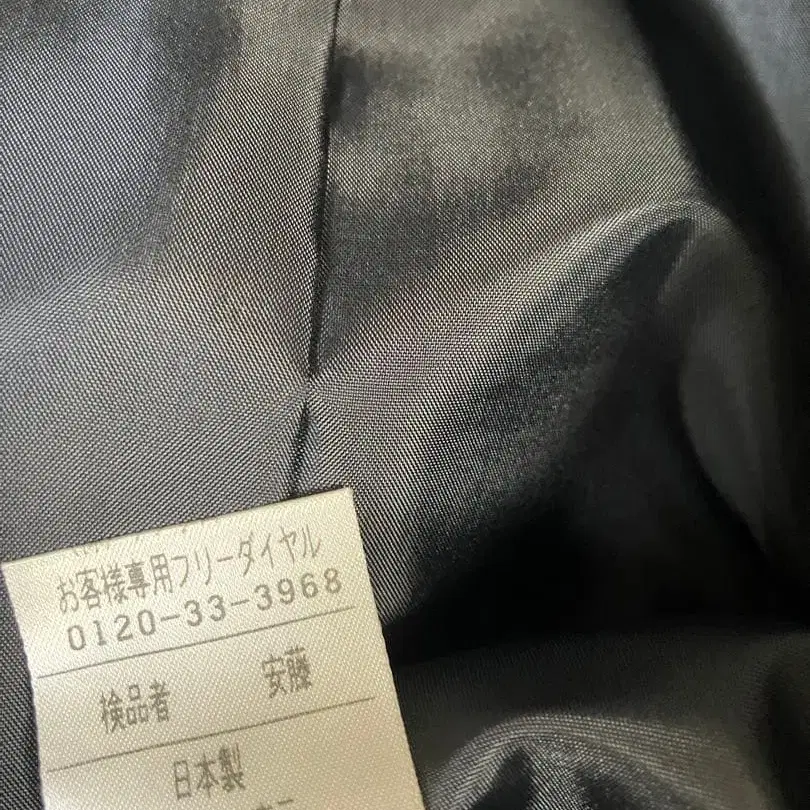 お客様専用フリーダイヤル
0120-33-3968
検品者 安藤
日本製